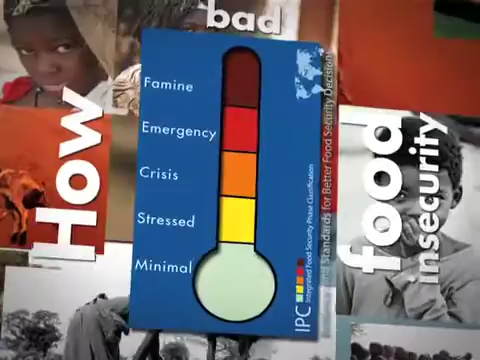 bad
How
food
insecurity
Famine
Emergency
Crisis
Stressed
Minimal
IPC
Integrated Food Security Phase Classification
and Standards for Better Food Security Decisions